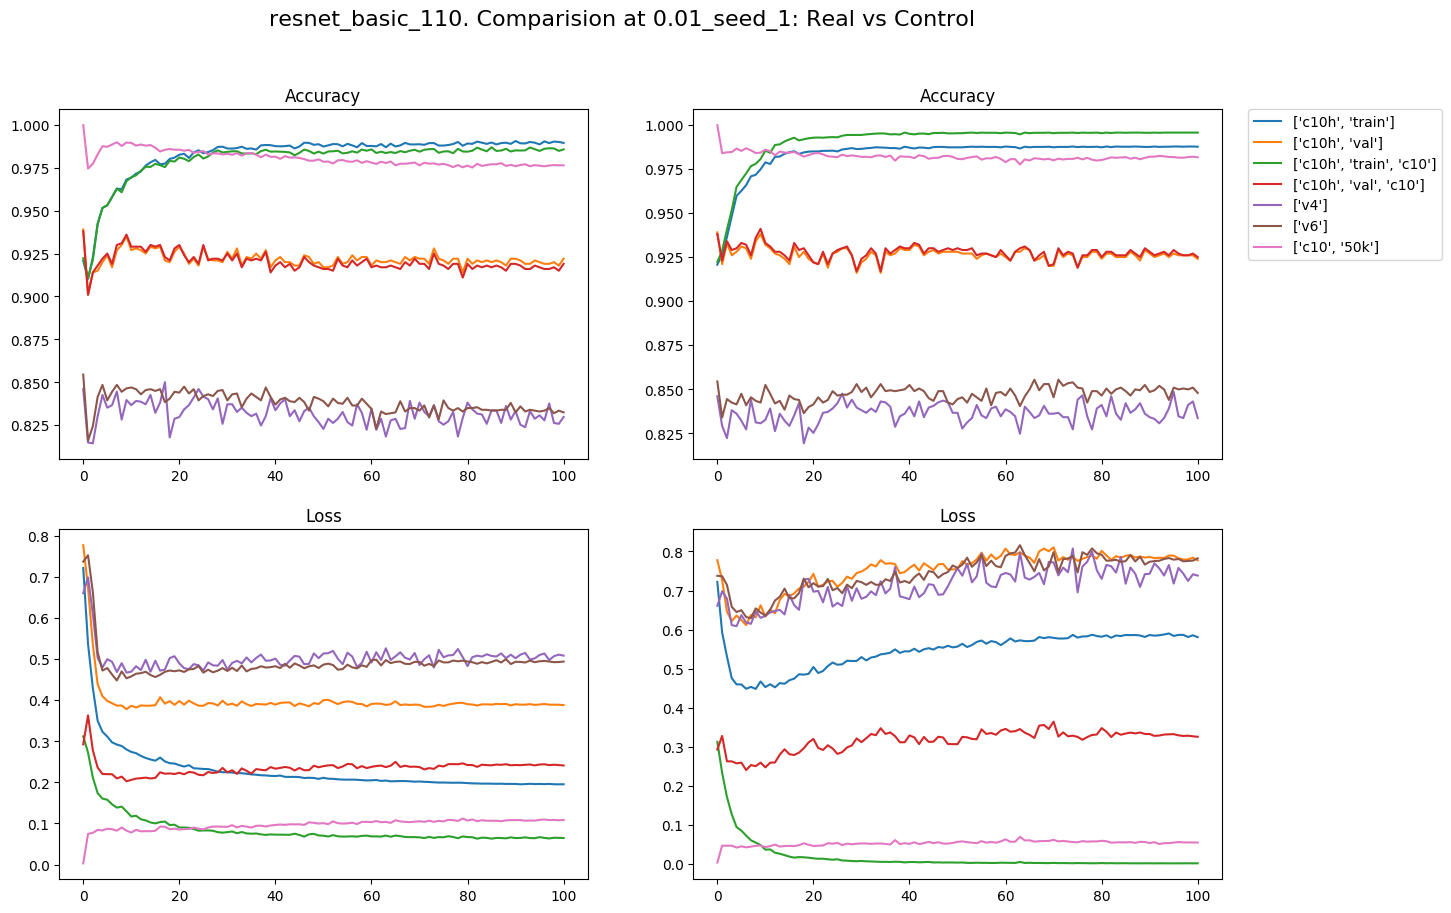 resnet_basic_110. Comparision at 0.01_seed_1: Real vs Control
Accuracy
1.000
0.975
0.950
0.925
0.900
0.875
0.850
0.825
0 20 40 60 80 100
Accuracy
1.000
0.975
0.950
0.925
0.900
0.875
0.850
0.825
0 20 40 60 80 100
['c10h', 'train']
['c10h', 'val']
['c10h', 'train', 'c10']
['c10h', 'val', 'c10']
['v4']
['v6']
['c10', '50k']
Loss
0.8
0.7
0.6
0.5
0.4
0.3
0.2
0.1
0.0
0 20 40 60 80 100
Loss
0.8
0.7
0.6
0.5
0.4
0.3
0.2
0.1
0.0
0 20 40 60 80 100